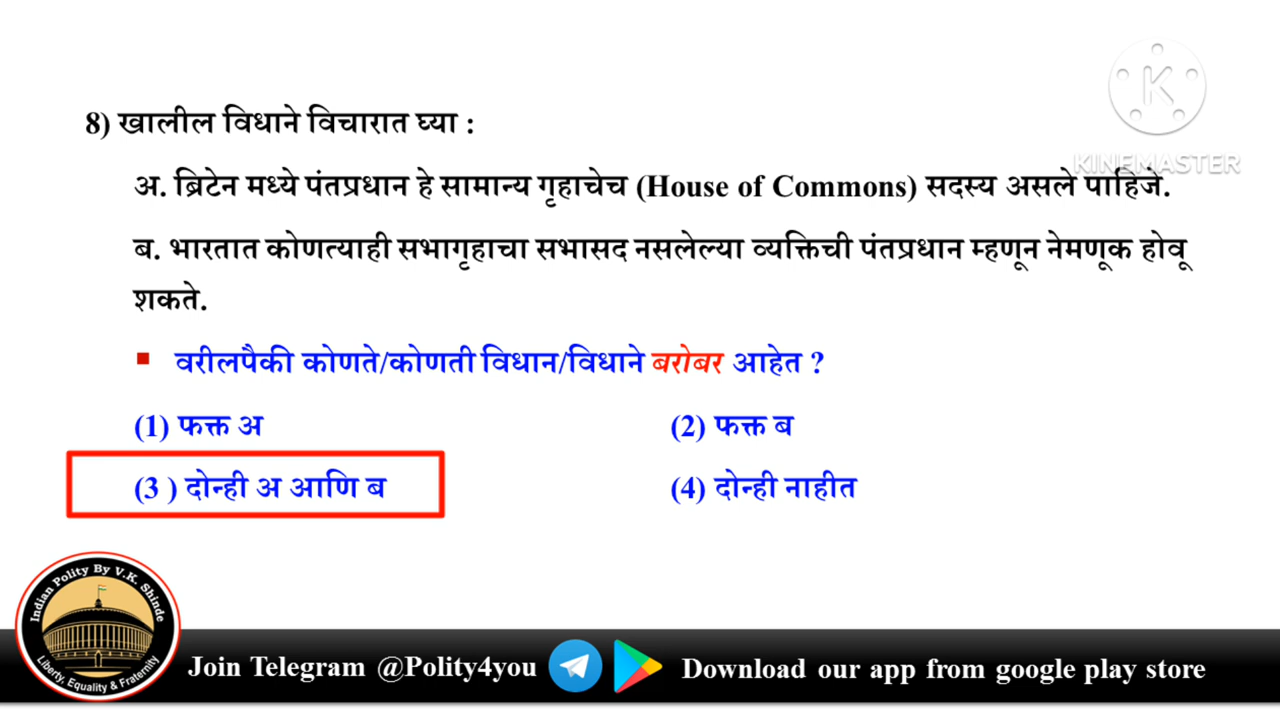 KINEMASTER
8) खालील विधाने विचारात घ्या :
अ. ब्रिटेन मध्ये पंतप्रधान हे सामान्य गृहाचेच (House of Commons) सदस्य असले पाहिजे.
ब. भारतात कोणत्याही सभागृहाचा सभासद नसलेल्या व्यक्तिची पंतप्रधान म्हणून नेमणूक होवू
शकते.
▪ वरीलपैकी कोणते/कोणती विधान/विधाने बरोबर आहेत ?
(1) फक्त अ (2) फक्त ब
(3 ) दोन्ही अ आणि ब (4) दोन्ही नाहीत
Indian Polity By V.K. Shinde
Liberty, Equality & Fraternity
Join Telegram @Polity4you Download our app from google play store